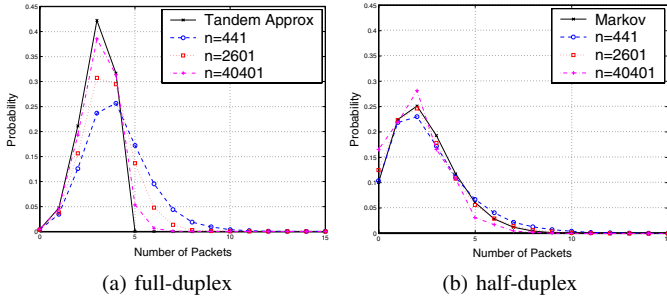 0.45
0.4
0.35
0.3
0.25
0.2
0.15
0.1
0.05
0
0 5 10 15
Probability
Number of Packets
Tandem Approx
n=441
n=2601
n=40401
(a) full-duplex
0.45
0.4
0.35
0.3
0.25
0.2
0.15
0.1
0.05
0
0 5 10 15
Probability
Number of Packets
Markov
n=441
n=2601
n=40401
(b) half-duplex